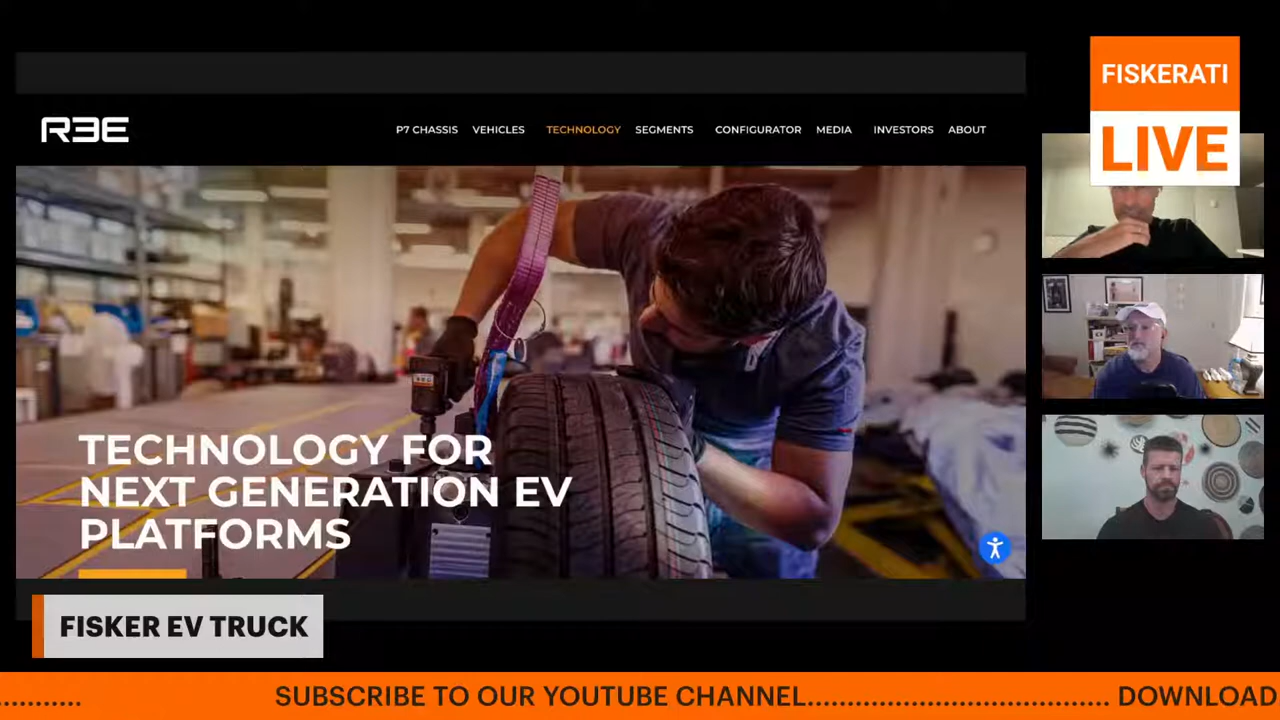 FISKERATI
LIVE
REE
P7 CHASSIS VEHICLES TECHNOLOGY SEGMENTS CONFIGURATOR MEDIA INVESTORS ABOUT
TECHNOLOGY FOR
NEXT GENERATION EV
PLATFORMS
FISKER EV TRUCK
............ SUBSCRIBE TO OUR YOUTUBE CHANNEL.................................... DOWNLOAD